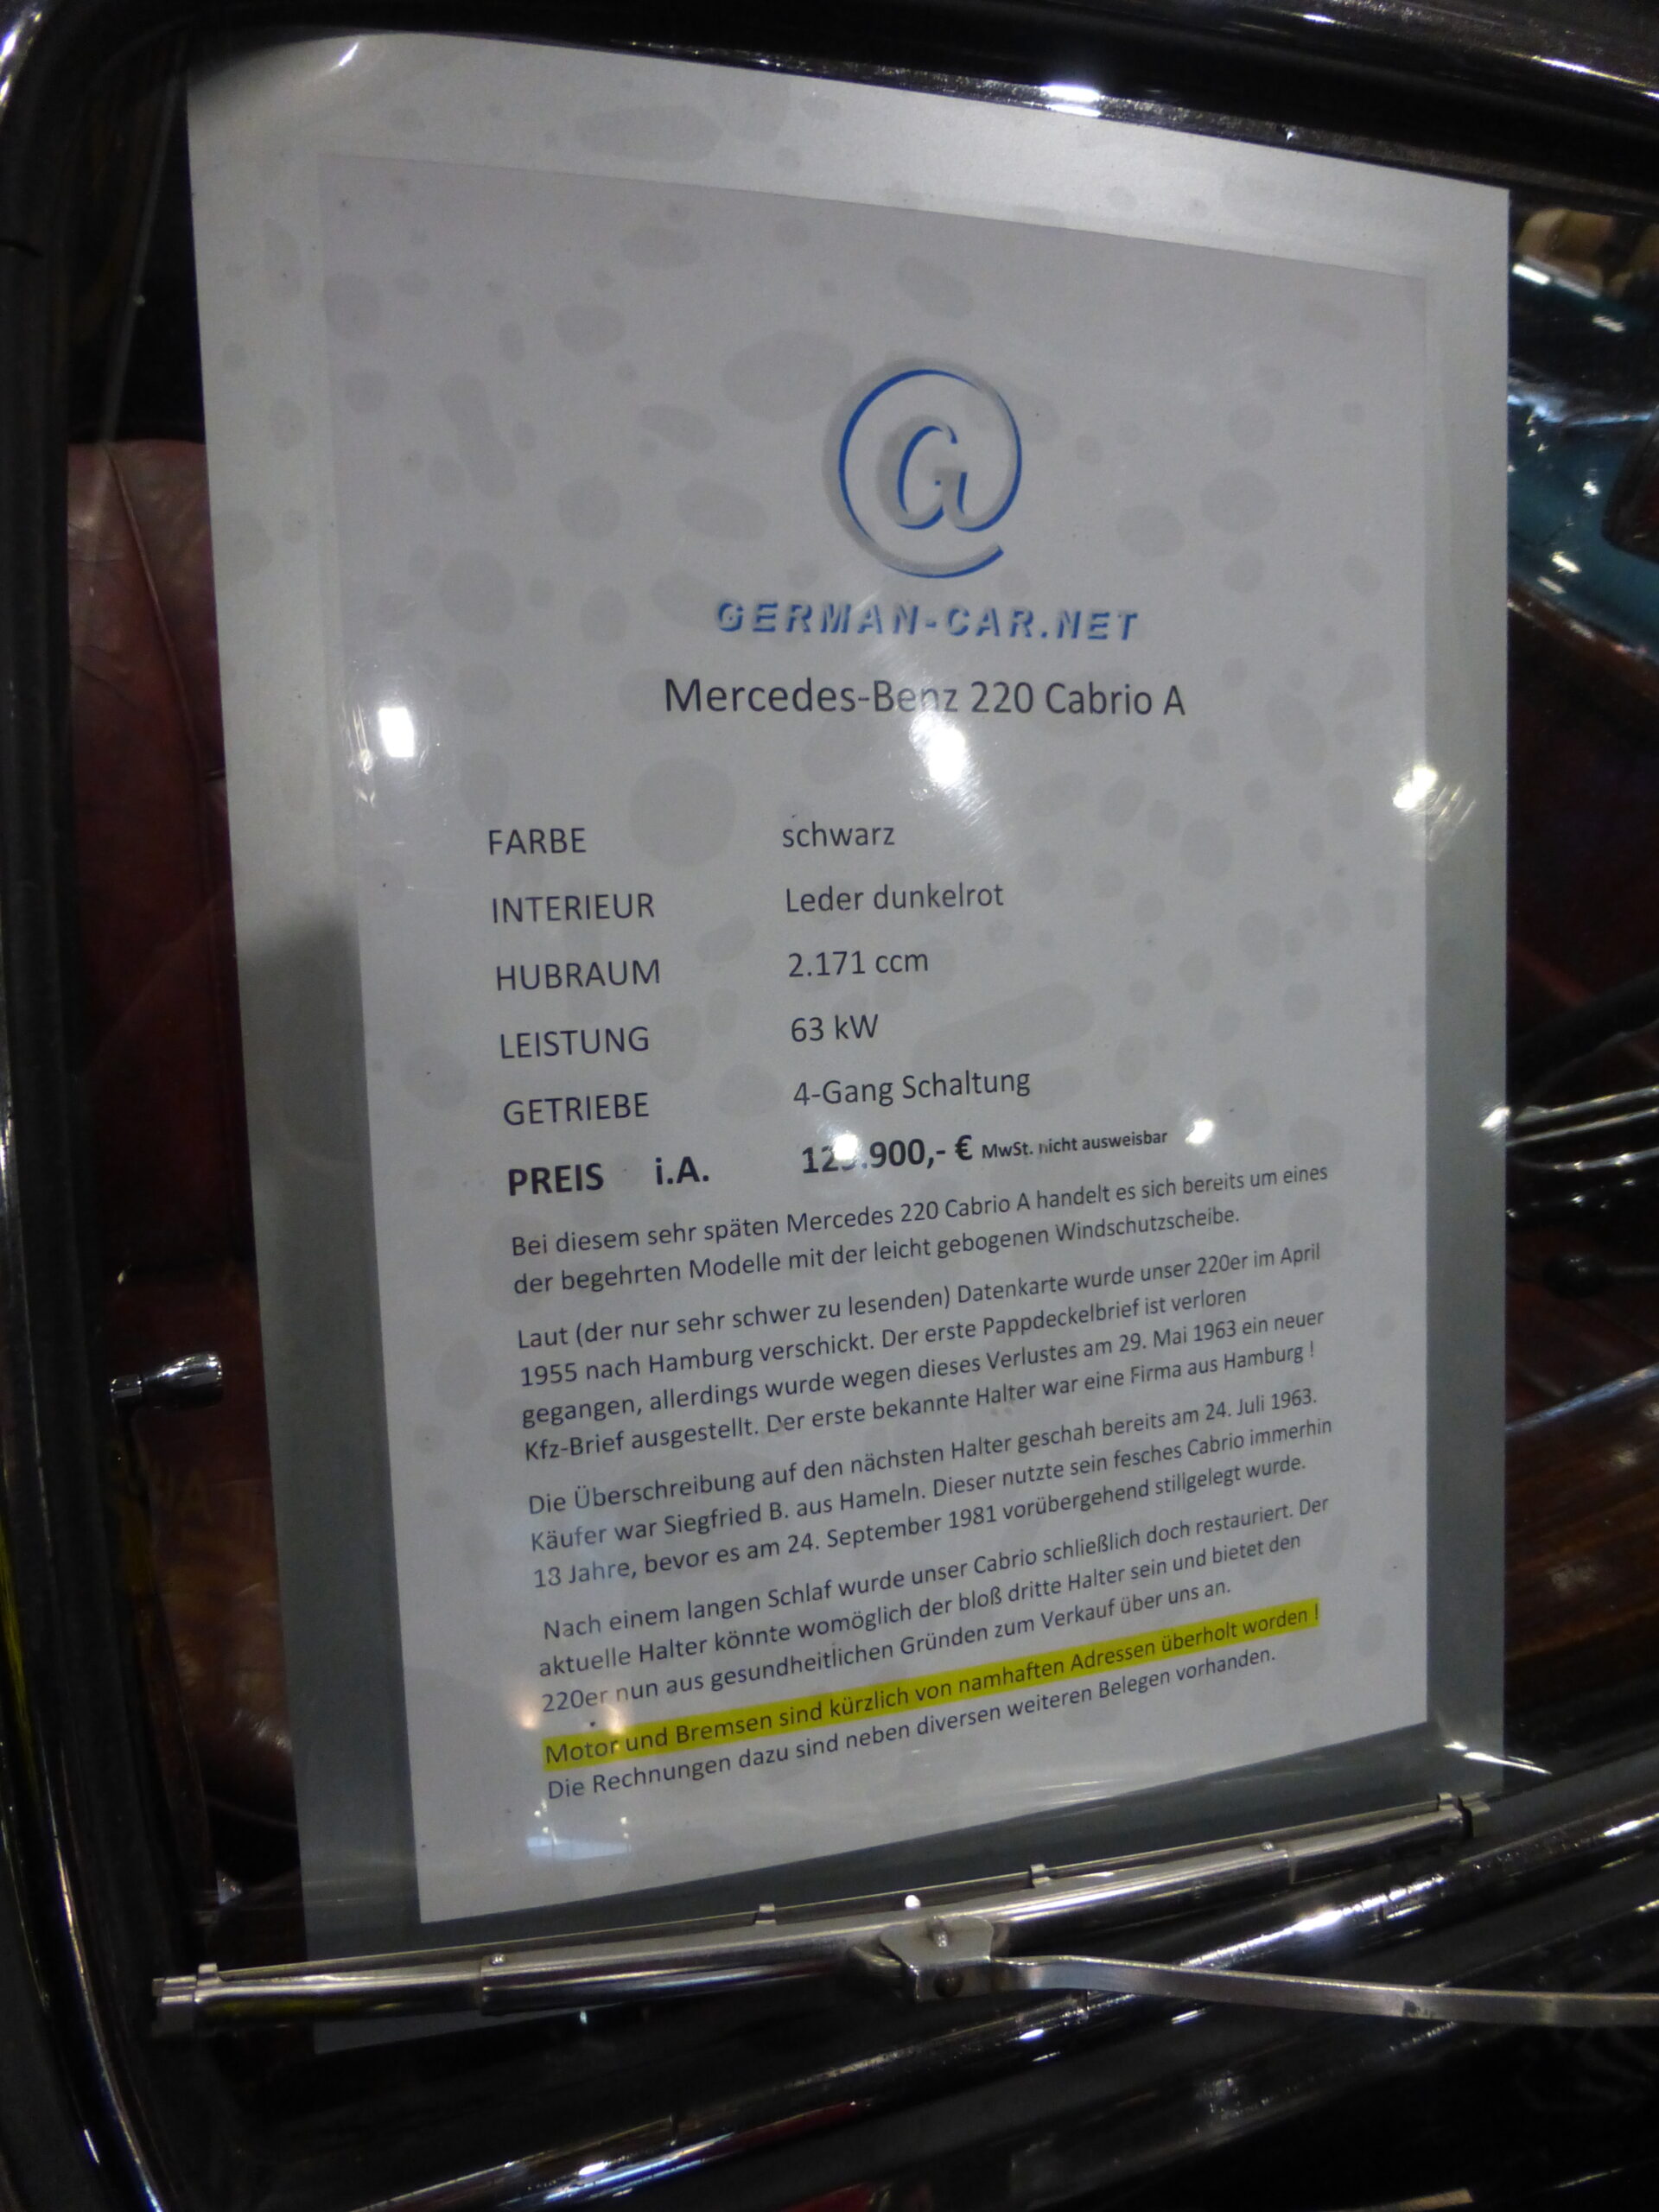 GERMAN-CAR.NET
Mercedes-Benz 220 Cabrio A
FARBE schwarz
INTERIEUR Leder dunkelrot
HUBRAUM 2.171 ccm
LEISTUNG 63 kW
GETRIEBE 4-Gang Schaltung
PREIS i.A. € MwSt. nicht ausweisbar
Bei diesem sehr späten Mercedes 220 Cabrio A handelt es sich bereits um eines
der begehrten Modelle mit der leicht gebogenen Windschutzscheibe.
Laut (der nur sehr schwer zu lesenden) Datenkarte wurde unser 220er im April
1955 nach Hamburg verschickt. Der erste Pappdeckelbrief ist verloren
gegangen, allerdings wurde wegen dieses Verlustes am 29. Mai 1963 ein neuer
Kfz-Brief ausgestellt. Der erste bekannte Halter war eine Firma aus Hamburg !
Die Überschreibung auf den nächsten Halter geschah bereits am 24. Juli 1963.
Käufer war Siegfried B. aus Hameln. Dieser nutzte sein fesches Cabrio immerhin
18 Jahre, bevor es am 24. September 1981 vorübergehend stillgelegt wurde.
Nach einem langen Schlaf wurde unser Cabrio schließlich doch restauriert. Der
aktuelle Halter könnte womöglich der bloß dritte Halter sein und bietet den
220er nun aus gesundheitlichen Gründen zum Verkauf über uns an.
Motor und Bremsen sind kürzlich von namhaften Adressen überholt worden !
Die Rechnungen dazu sind neben diversen weiteren Belegen vorhanden.